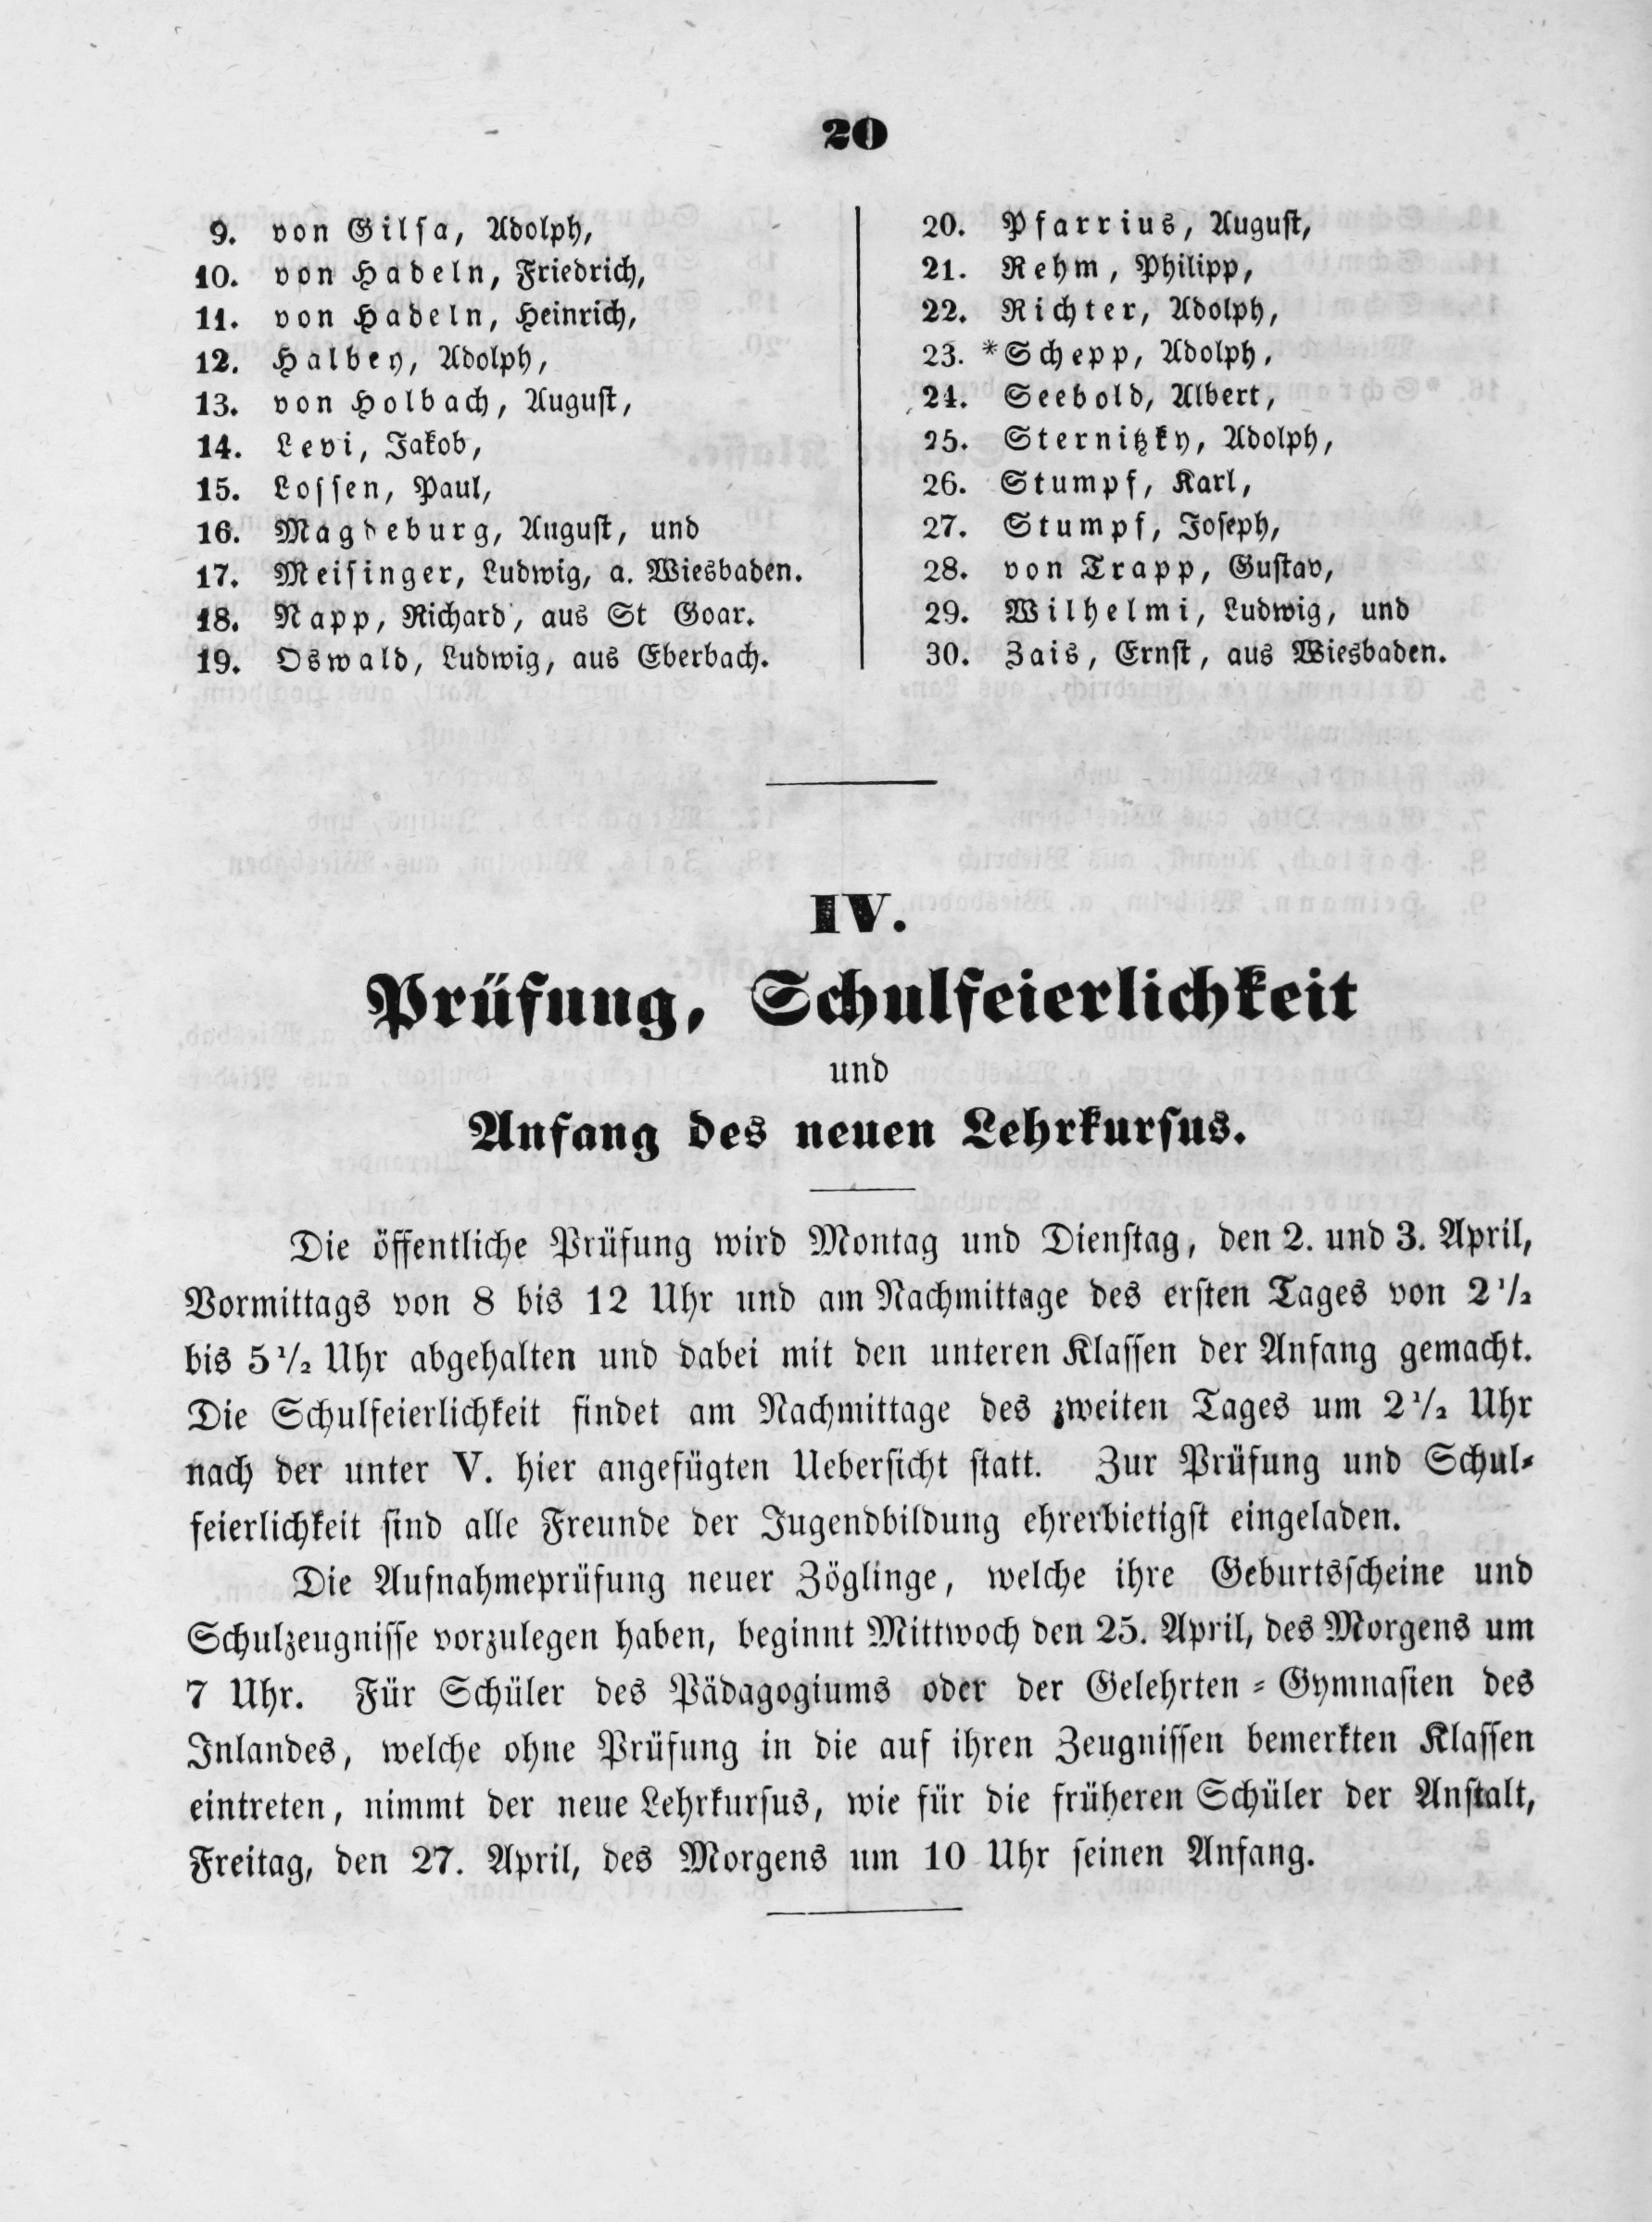 20
9. von Gilsa, Adolph,
10. von Hadeln, Friedrich,
11. von Hadeln, Heinrich,
12. Halbey, Adolph,
13. von Holbach, August,
14. Levi, Jakob,
15. Lossen, Paul,
16. Magdeburg, August, und
17. Meisinger, Ludwig, a. Wiesbaden.
18. Napp, Richard, aus St Goar.
19. Oswald, Ludwig, aus Eberbach.
20. Pfarrius, August,
21. Rehm, Philipp,
22. Richter, Adolph,
23. *Schepp, Adolph,
24. Seebold, Albert,
25. Sternitzky, Adolph,
26. Stumpf, Karl,
27. Stumpf, Joseph,
28. von Trapp, Gustav,
29. Wilhelmi, Ludwig, und
30. Zais, Ernst, aus Wiesbaden.
IV.
Prüfung, Schulfeierlichkeit
und
Anfang des neuen Lehrkursus.
Die öffentliche Prüfung wird Montag und Dienstag, den 2. und 3. April,
Vormittags von 8 bis 12 Uhr und am Nachmittage des ersten Tages von 2 1/2
bis 5 1/2 Uhr abgehalten und dabei mit den unteren Klassen der Anfang gemacht.
Die Schulfeierlichkeit findet am Nachmittage des zweiten Tages um 2 1/2 Uhr
nach der unter V. hier angefügten Uebersicht statt. Zur Prüfung und Schul-
feierlichkeit sind alle Freunde der Jugendbildung ehrerbietigst eingeladen.
Die Aufnahmeprüfung neuer Zöglinge, welche ihre Geburtsscheine und
Schulzeugnisse vorzulegen haben, beginnt Mittwoch den 25. April, des Morgens um
7 Uhr. Für Schüler des Pädagogiums oder der Gelehrten-Gymnasien des
Inlandes, welche ohne Prüfung in die auf ihren Zeugnissen bemerkten Klassen
eintreten, nimmt der neue Lehrkursus, wie für die früheren Schüler der Anstalt,
Freitag, den 27. April, des Morgens um 10 Uhr seinen Anfang.